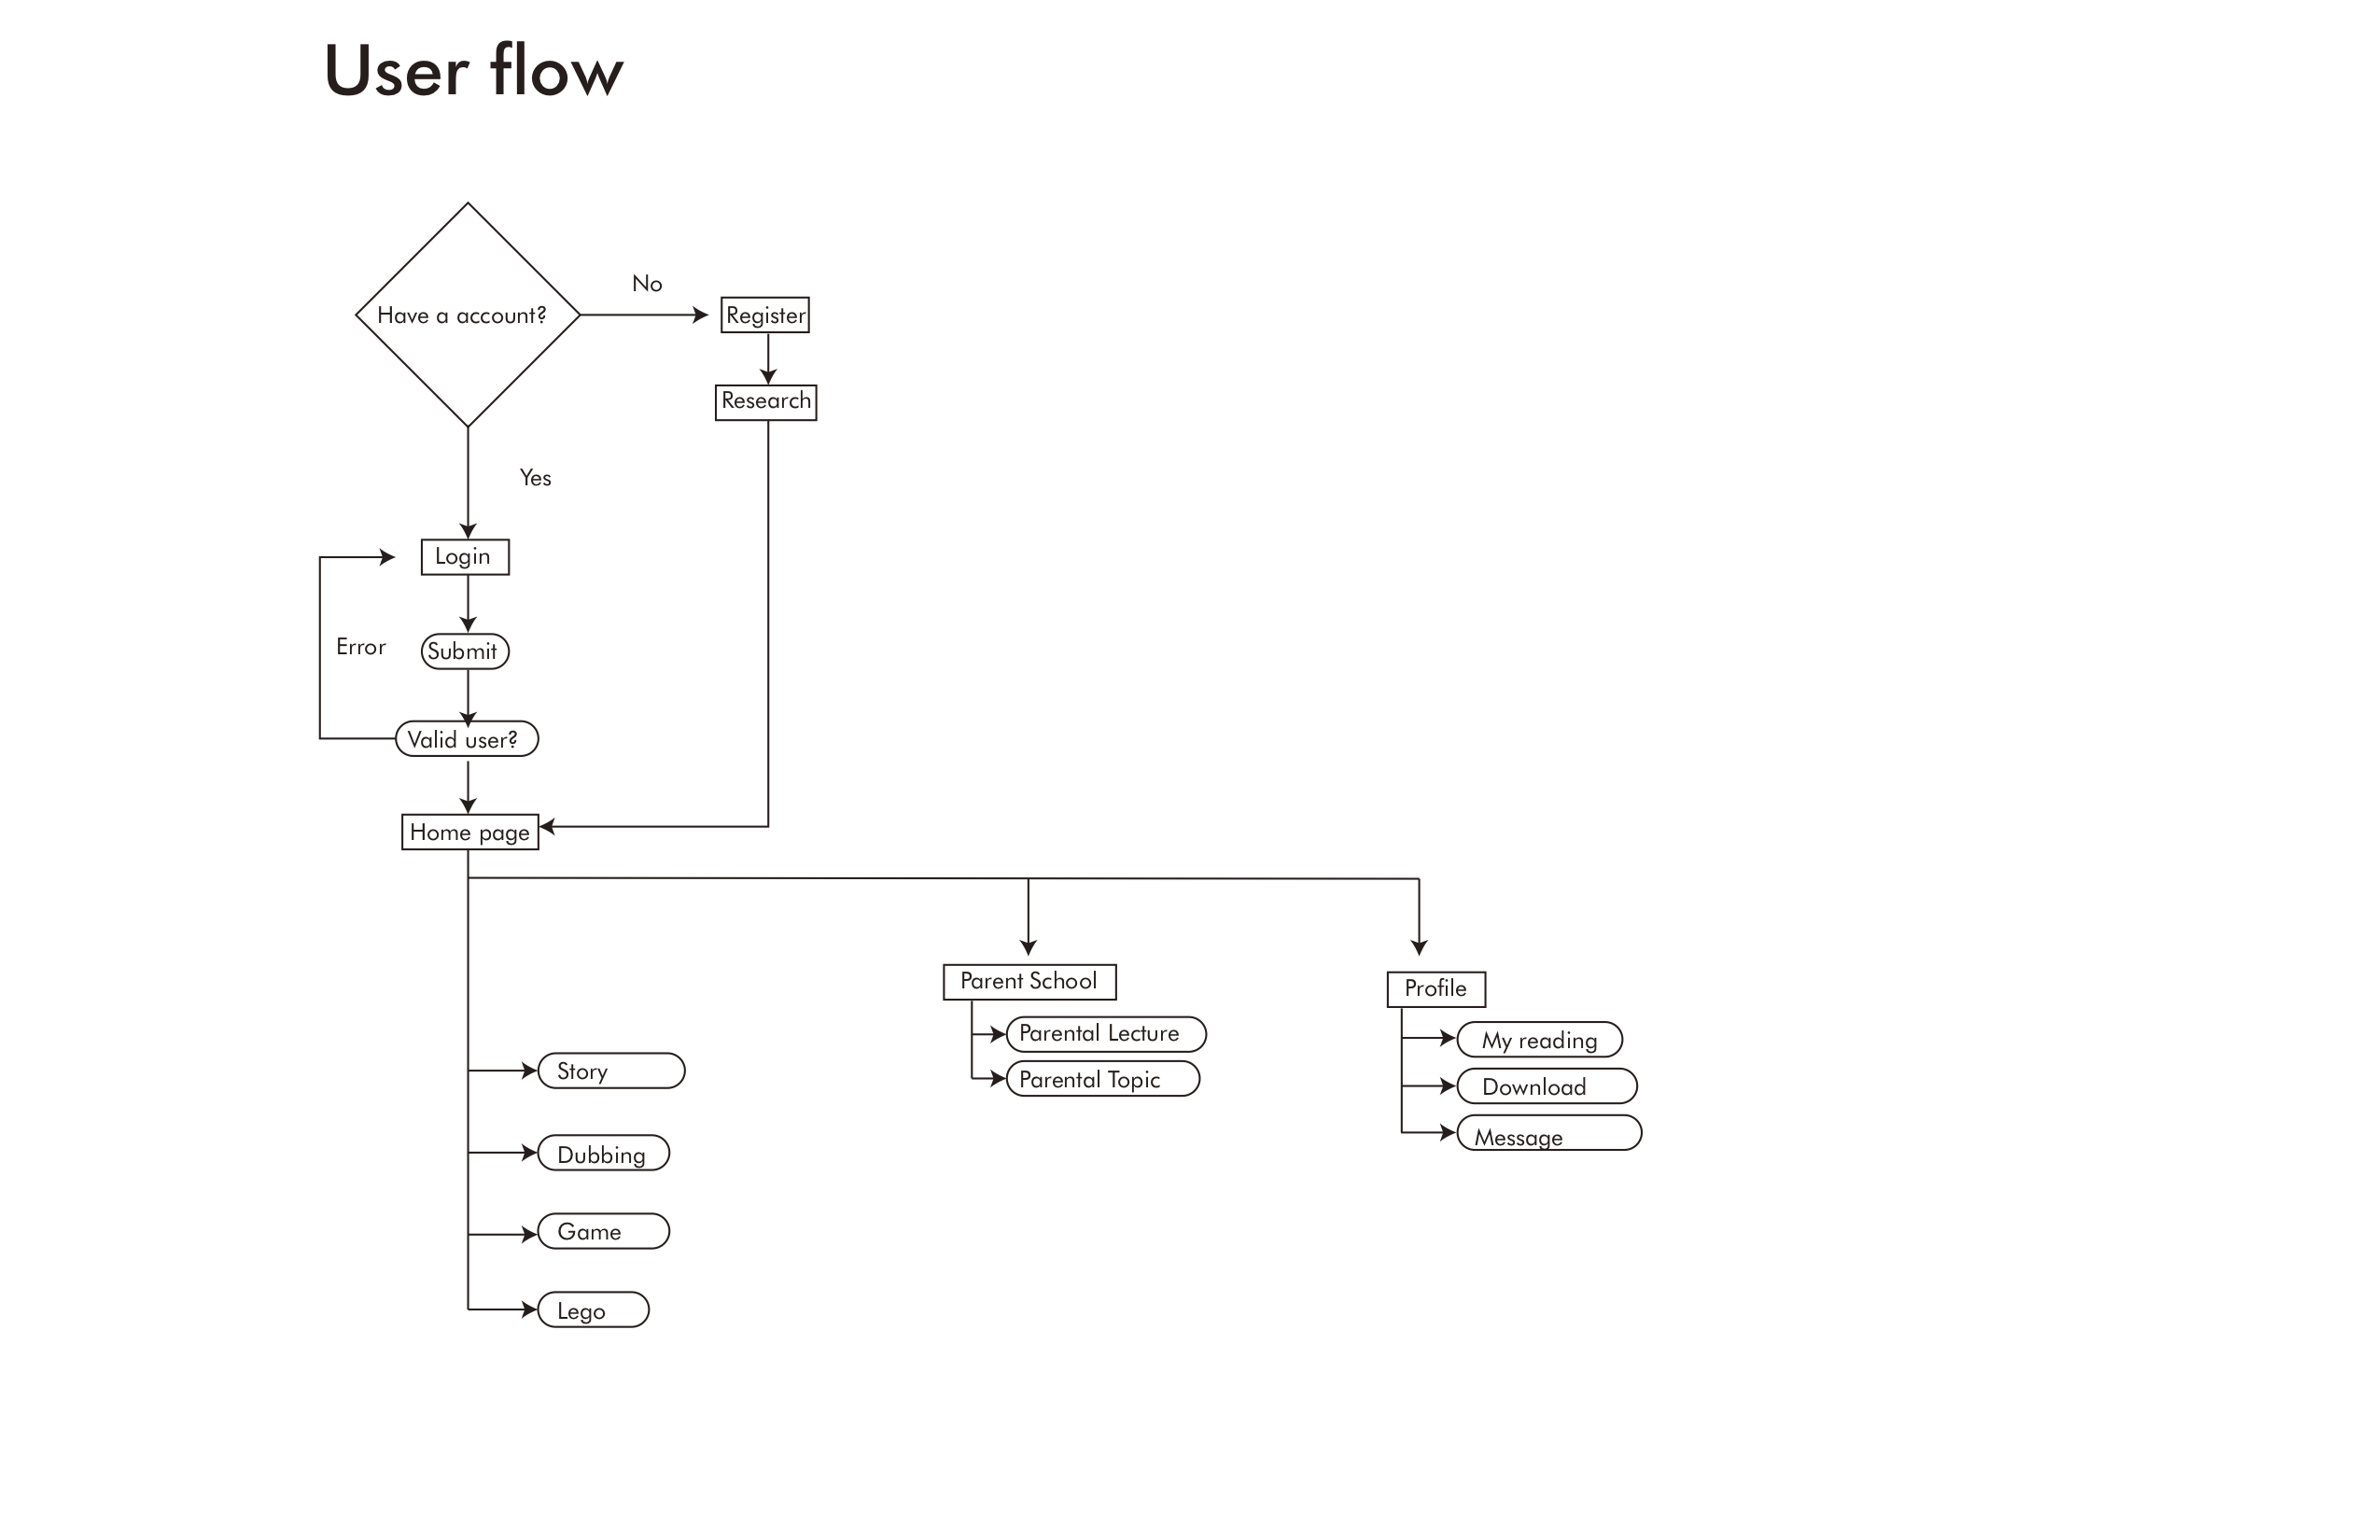 User flow
No
Have a account?
Register
Research
Yes
Login
Error
Submit
Valid user?
Home page
Parent School
Profile
Parental Lecture
My reading
Story
Parental Topic
Download
Message
Dubbing
Game
Lego